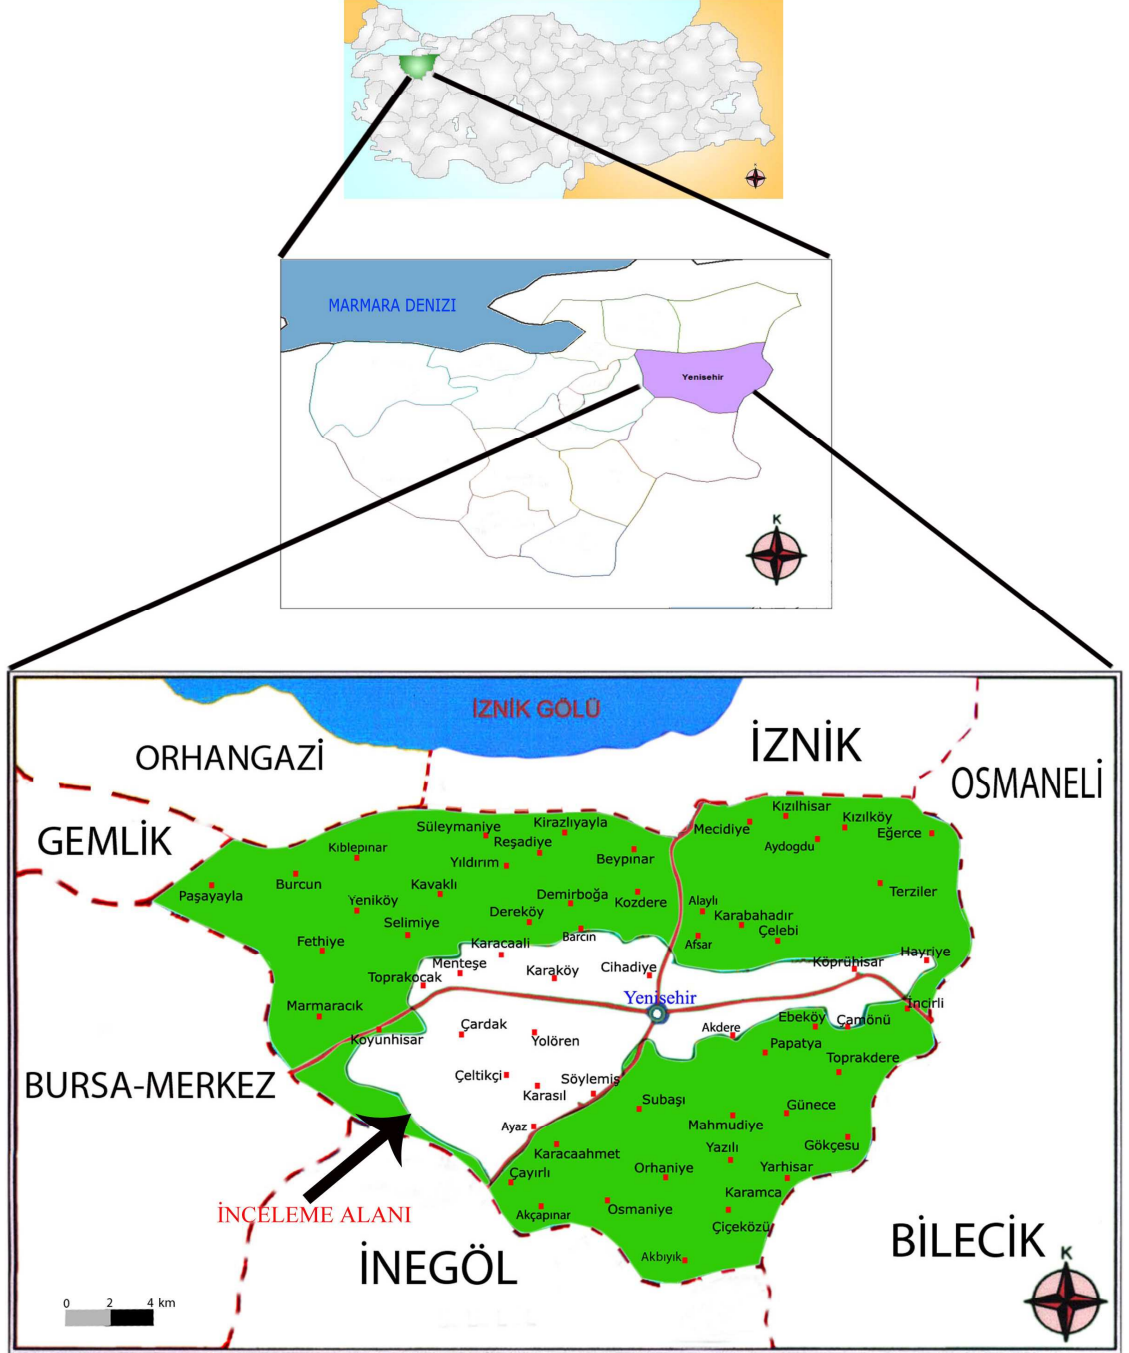 K
MARMARA DENIZI
Yenisehir
K
İZNİK GÖLÜ
ORHANGAZİ
İZNİK
OSMANELİ
GEMLİK
Süleymaniye
Kirazlıyayla
Reşadiye
Kızılhisar
Mecidiye
Kızılköy
Eğerce
Aydogdu
Kıblepınar
Yıldırım
Beypınar
Paşayayla
Burcun
Kavaklı
Yeniköy
Demirboğa
Kozdere
Terziler
Alaylı
Selimiye
Dereköy
Karabahadır
Barcın
Çelebi
Fethiye
Karacaali
Afsar
Hayriye
Menteşe
Karaköy
Cihadiye
Köprühisar
Toprakocak
Yenişehir
Marmaracık
İncirli
Koyunhisar
Çardak
Yolören
Akdere
Ebeköy
Çamönü
Papatya
Toprakdere
BURSA-MERKEZ
Çeltikçi
Karasıl
Söylemiş
Subaşı
Günece
Ayaz
Mahmudiye
Gökçesu
Karacaahmet
Yazılı
Çayırlı
Orhaniye
Yarhisar
Karamca
İNCELEME ALANI
Akçapınar
Osmaniye
Çiçeközü
İNEGÖL
Akbıyık
BİLECİK
K
0 2 4 km